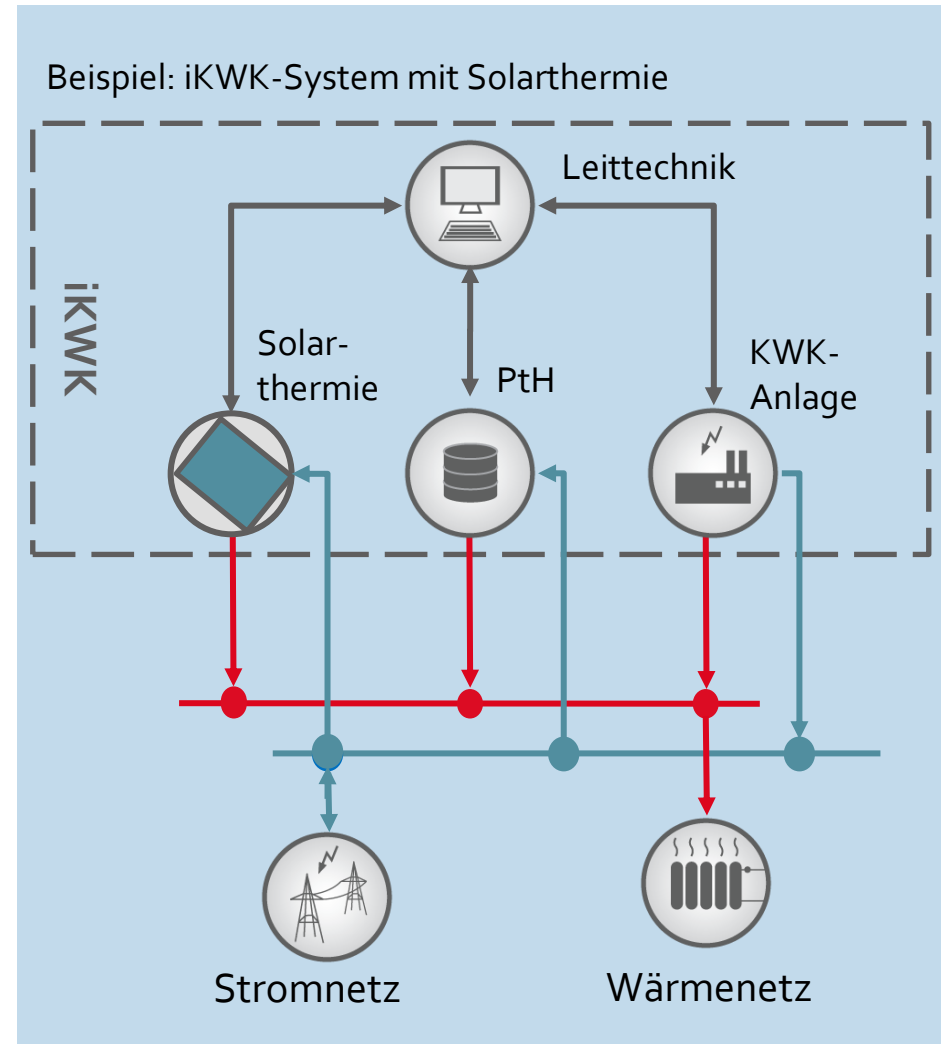 Beispiel: iKWK-System mit Solarthermie
Leittechnik
iKWK
Solar-
thermie
PtH
KWK-
Anlage
Stromnetz
Wärmenetz